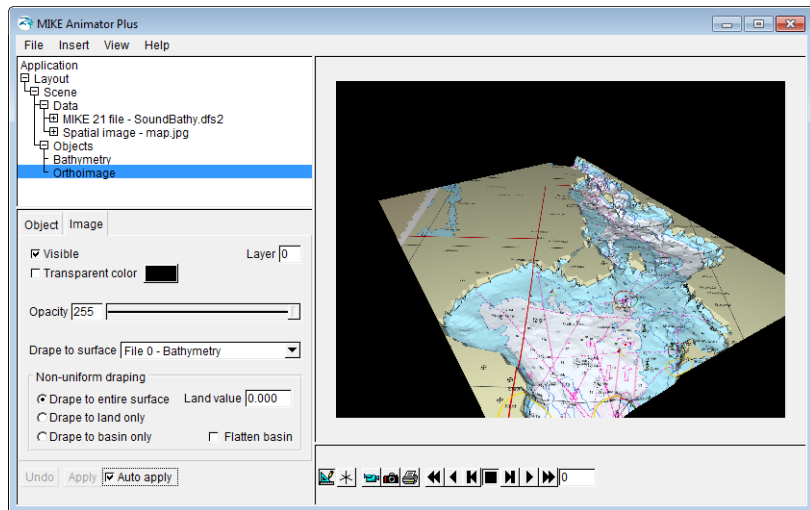 MIKE Animator Plus
File Insert View Help
Application
Layout
Scene
Data
MIKE 21 file - SoundBathy.dfs2
Spatial image - map.jpg
Objects
Bathymetry
Orthoimage
Object Image
Visible Layer 0
Transparent color
Opacity 255
Drape to surface File 0 - Bathymetry
Non-uniform draping
Drape to entire surface Land value 0.000
Drape to land only
Drape to basin only Flatten basin
Undo Apply Auto apply
0